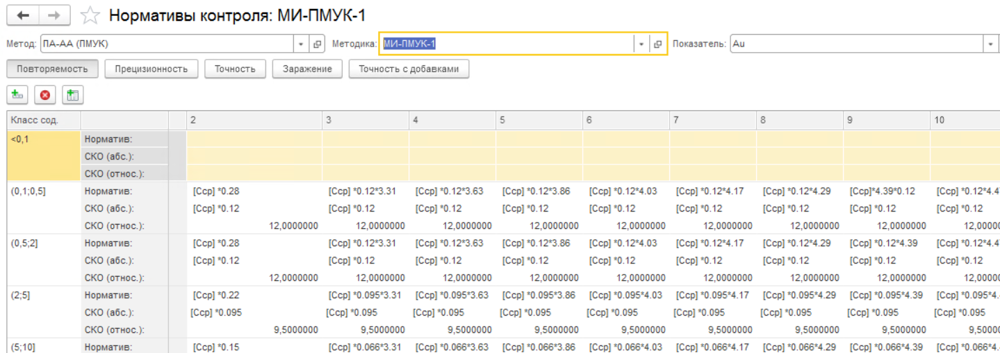 Нормативы контроля: МИ-ПМУК-1
Метод: ПА-АА (ПМУК) Методика: МИ-ПМУК-1 Показатель: Au
Повторяемость Прецизионность Точность Заражение Точность с добавками
Класс сод. 2 3 4 5 6 7 8 9 10
<0,1 Норматив:
СКО (абс.):
СКО (относ.):
(0,1;0,5] Норматив: [Сср] *0.28 [Сср] *0.12*3.31 [Сср] *0.12*3.63 [Сср] *0.12*3.86 [Сср] *0.12*4.03 [Сср] *0.12*4.17 [Сср] *0.12*4.29 [Сср]*4.39*0.12 [Сср] *0.12*4.4
СКО (абс.): [Сср] *0.12 [Сср] *0.12 [Сср] *0.12 [Сср] *0.12 [Сср] *0.12 [Сср] *0.12 [Сср] *0.12 [Сср] *0.12 [Сср] *0.12
СКО (относ.): 12,0000000 12,0000000 12,0000000 12,0000000 12,0000000 12,0000000 12,0000000 12,0000000 12,0000
(0,5;2] Норматив: [Сср] *0.28 [Сср] *0.12*3.31 [Сср] *0.12*3.63 [Сср] *0.12*3.86 [Сср] *0.12*4.03 [Сср] *0.12*4.17 [Сср] *0.12*4.29 [Сср] *0.12*4.39 [Сср] *0.12*4.4
СКО (абс.): [Сср] *0.12 [Сср] *0.12 [Сср] *0.12 [Сср] *0.12 [Сср] *0.12 [Сср] *0.12 [Сср] *0.12 [Сср] *0.12 [Сср] *0.12
СКО (относ.): 12,0000000 12,0000000 12,0000000 12,0000000 12,0000000 12,0000000 12,0000000 12,0000000 12,0000
(2;5] Норматив: [Сср] *0.22 [Сср] *0.095*3.31 [Сср] *0.095*3.63 [Сср] *0.095*3.86 [Сср] *0.095*4.03 [Сср] *0.095*4.17 [Сср] *0.095*4.29 [Сср] *0.095*4.39 [Сср] *0.095*4.
СКО (абс.): [Сср] *0.095 [Сср] *0.095 [Сср] *0.095 [Сср] *0.095 [Сср] *0.095 [Сср] *0.095 [Сср] *0.095 [Сср] *0.095 [Сср] *0.095
СКО (относ.): 9,5000000 9,5000000 9,5000000 9,5000000 9,5000000 9,5000000 9,5000000 9,5000000 9,5000
(5;10] Норматив: [Сср] *0.15 [Сср] *0.066*3.31 [Сср] *0.066*3.63 [Сср] *0.066*3.86 [Сср] *0.066*4.03 [Сср] *0.066*4.17 [Сср] *0.066*4.29 [Сср] *0.066*4.39 [Сср] *0.066*4.